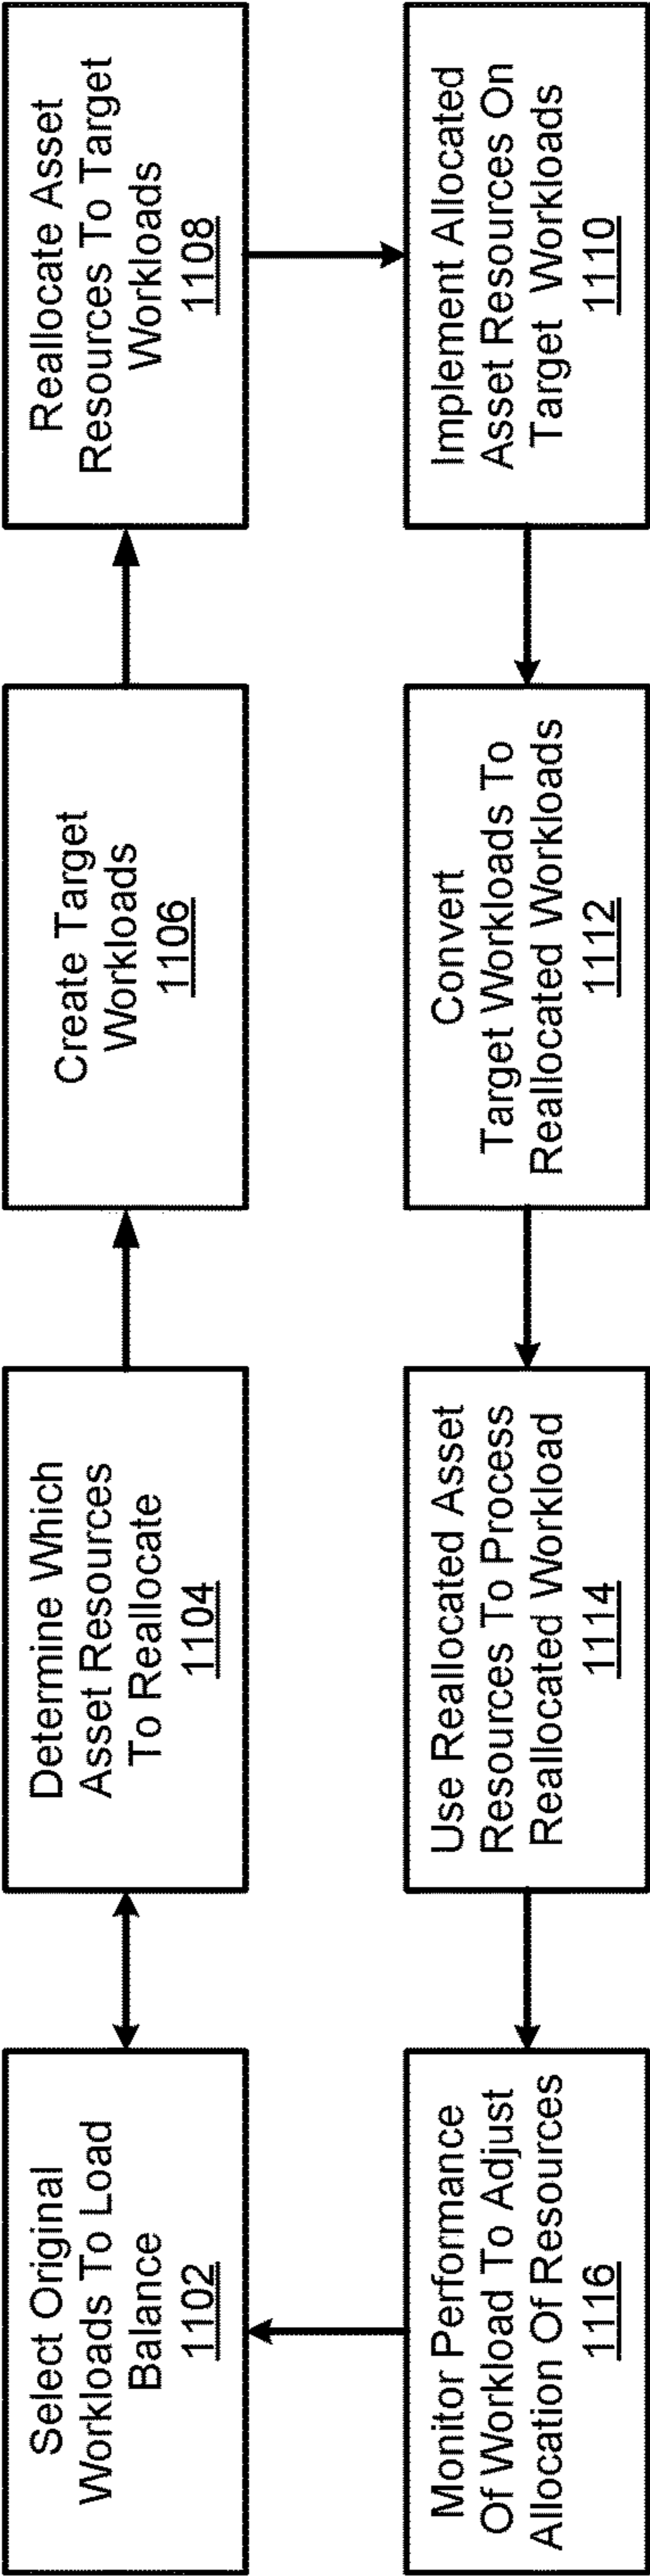 Select Original
Workloads To Load
Balance
1102
Determine Which
Asset Resources
To Reallocate
1104
Create Target
Workloads
1106
Reallocate Asset
Resources To Target
Workloads
1108
Implement Allocated
Asset Resources On
Target Workloads
1110
Convert
Target Workloads To
Reallocated Workloads
1112
Use Reallocated Asset
Resources To Process
Reallocated Workload
1114
Monitor Performance
Of Workload To Adjust
Allocation Of Resources
1116